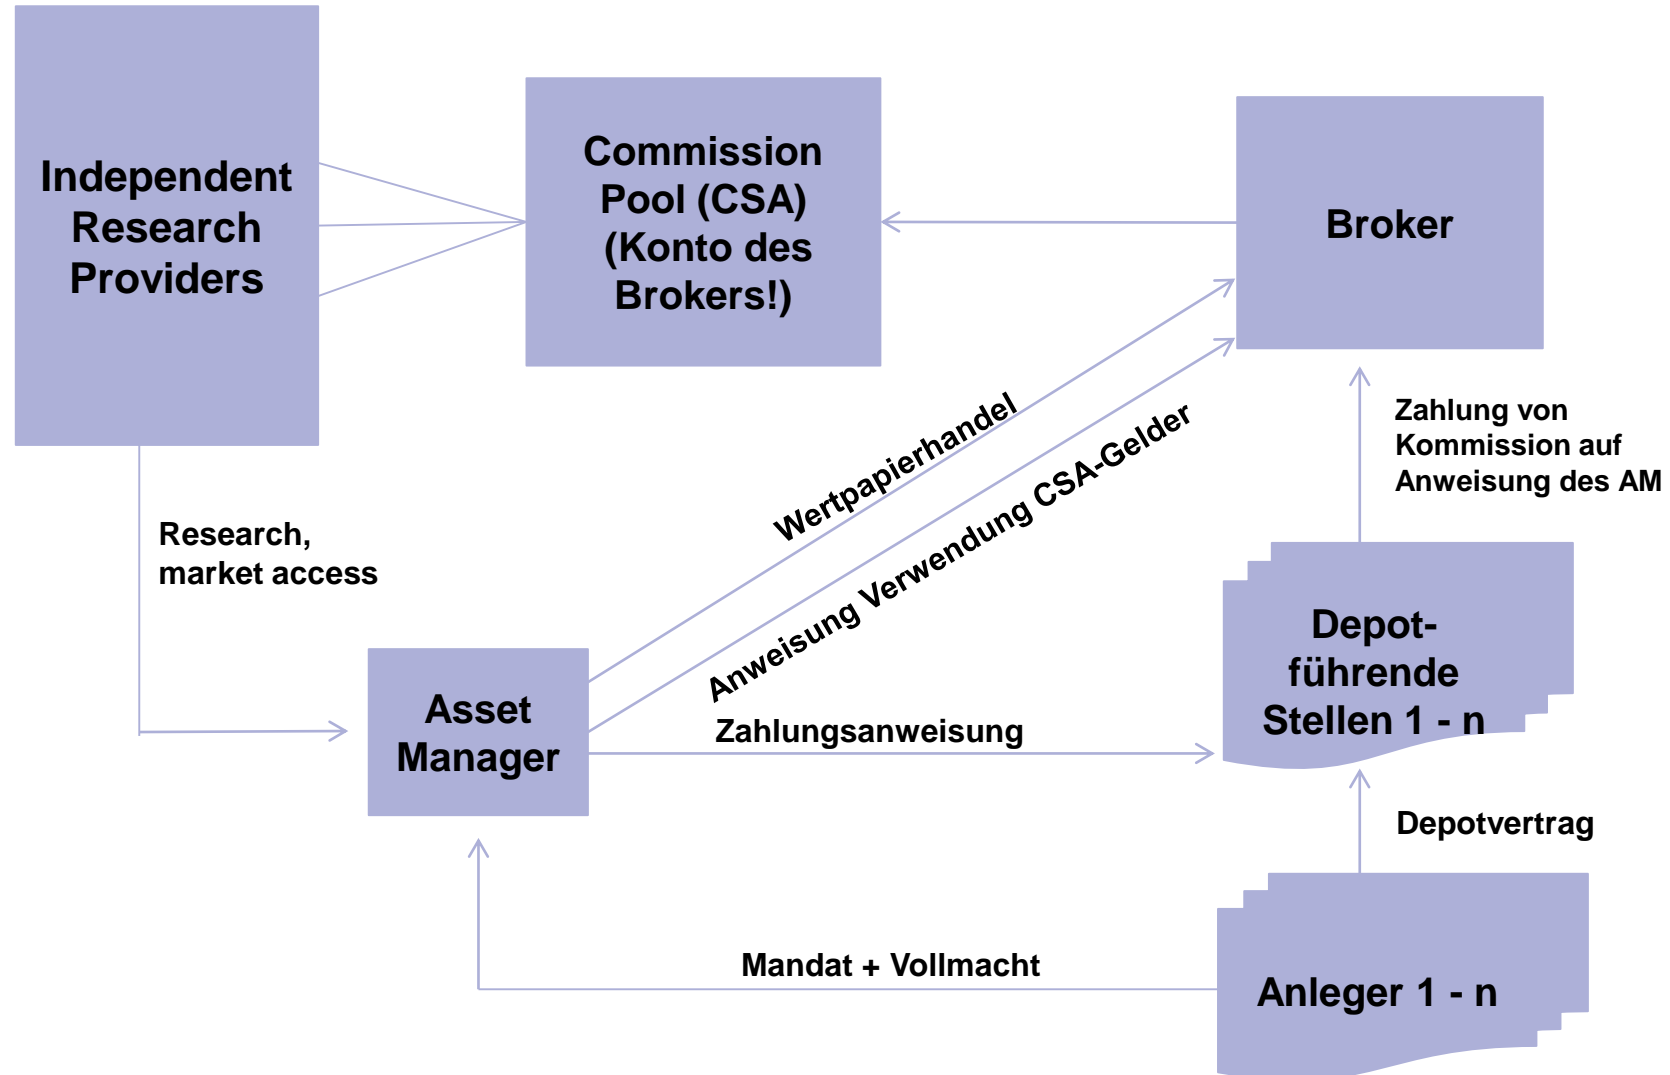 Independent
Research
Providers
Commission
Pool (CSA)
(Konto des
Brokers!)
Broker
Zahlung von
Kommission auf
Anweisung des AM
Wertpapierhandel
Anweisung Verwendung CSA-Gelder
Research,
market access
Asset
Manager
Zahlungsanweisung
Depot-
führende
Stellen 1 - n
Depotvertrag
Mandat + Vollmacht
Anleger 1 - n